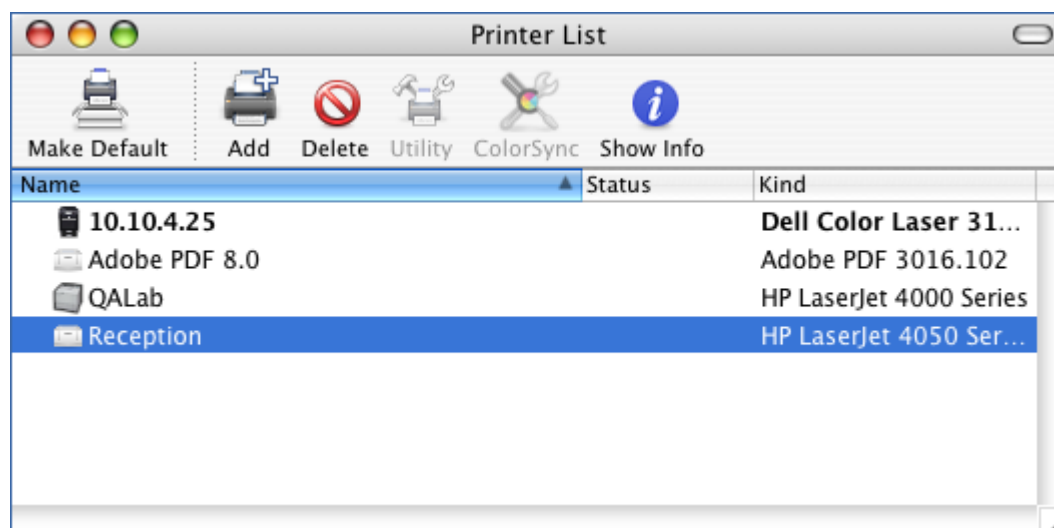 Printer List
Make Default Add Delete Utility ColorSync Show Info
Name Status Kind
10.10.4.25 Dell Color Laser 31...
Adobe PDF 8.0 Adobe PDF 3016.102
QALab HP LaserJet 4000 Series
Reception HP LaserJet 4050 Ser...